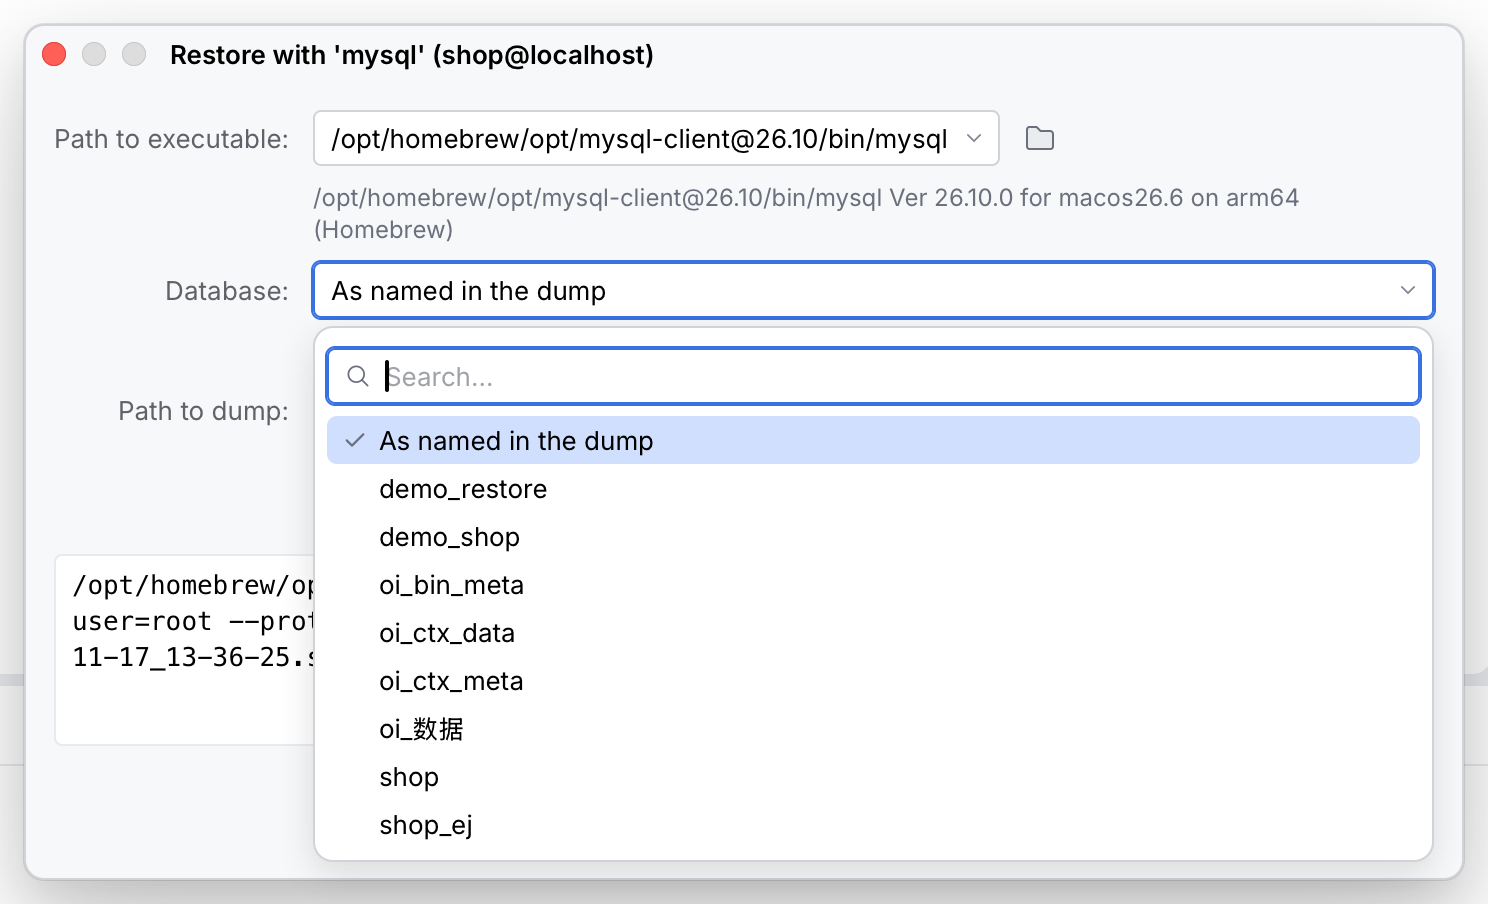 Restore with 'mysql' (shop@localhost)
Path to executable:
/opt/homebrew/opt/mysql-client@26.10/bin/mysql
/opt/homebrew/opt/mysql-client@26.10/bin/mysql Ver 26.10.0 for macos26.6 on arm64
(Homebrew)
Database:
As named in the dump
Search...
Path to dump:
As named in the dump
demo_restore
demo_shop
oi_bin_meta
oi_ctx_data
oi_ctx_meta
oi_数据
shop
shop_ej
/opt/homebrew/op
user=root --prot
11-17_13-36-25.s